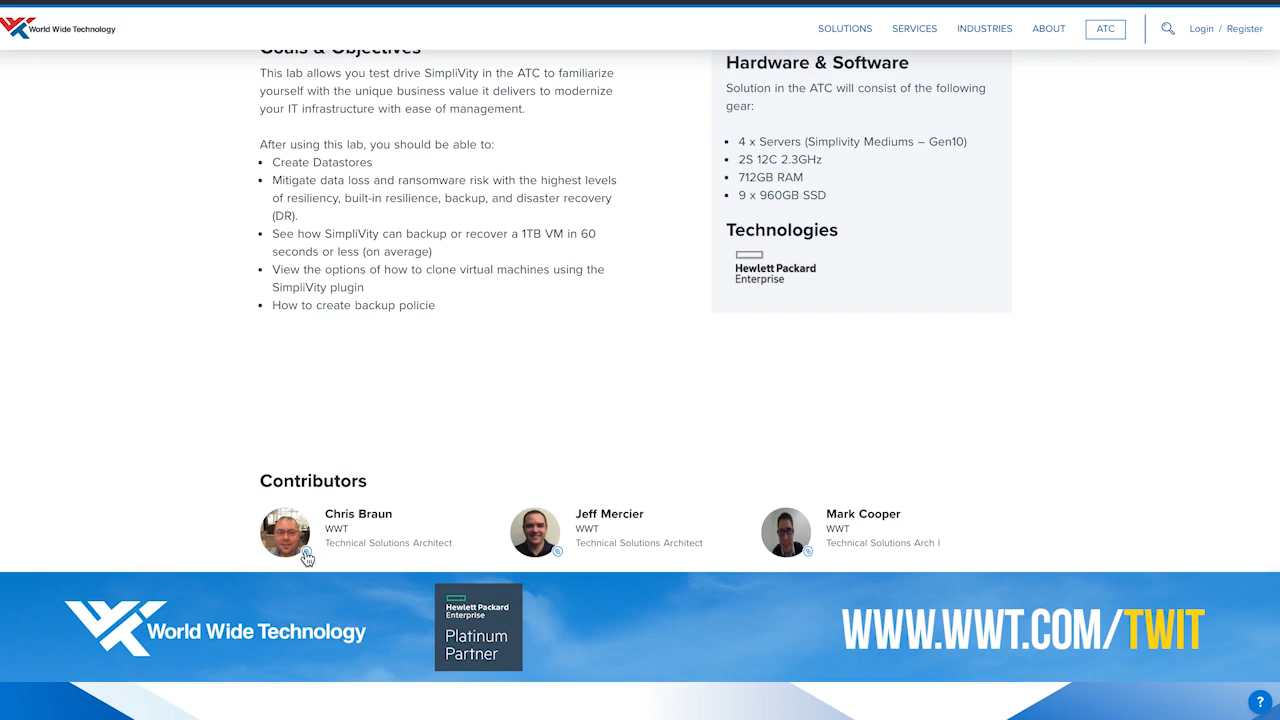 World Wide Technology
SOLUTIONS SERVICES INDUSTRIES ABOUT ATC Login / Register
Goals & Objectives
This lab allows you test drive SimpliVity in the ATC to familiarize
yourself with the unique business value it delivers to modernize
your IT infrastructure with ease of management.
After using this lab, you should be able to:
• Create Datastores
• Mitigate data loss and ransomware risk with the highest levels
of resiliency, built-in resilience, backup, and disaster recovery
(DR).
• See how SimpliVity can backup or recover a 1TB VM in 60
seconds or less (on average)
• View the options of how to clone virtual machines using the
SimpliVity plugin
• How to create backup policie
Hardware & Software
Solution in the ATC will consist of the following
gear:
• 4 x Servers (Simplivity Mediums – Gen10)
• 2S 12C 2.3GHz
• 712GB RAM
• 9 x 960GB SSD
Technologies
Hewlett Packard
Enterprise
Contributors
Chris Braun
WWT
Technical Solutions Architect
Jeff Mercier
WWT
Technical Solutions Architect
Mark Cooper
WWT
Technical Solutions Arch I
World Wide Technology
Hewlett Packard
Enterprise
Platinum
Partner
WWW.WWT.COM/TWIT
?